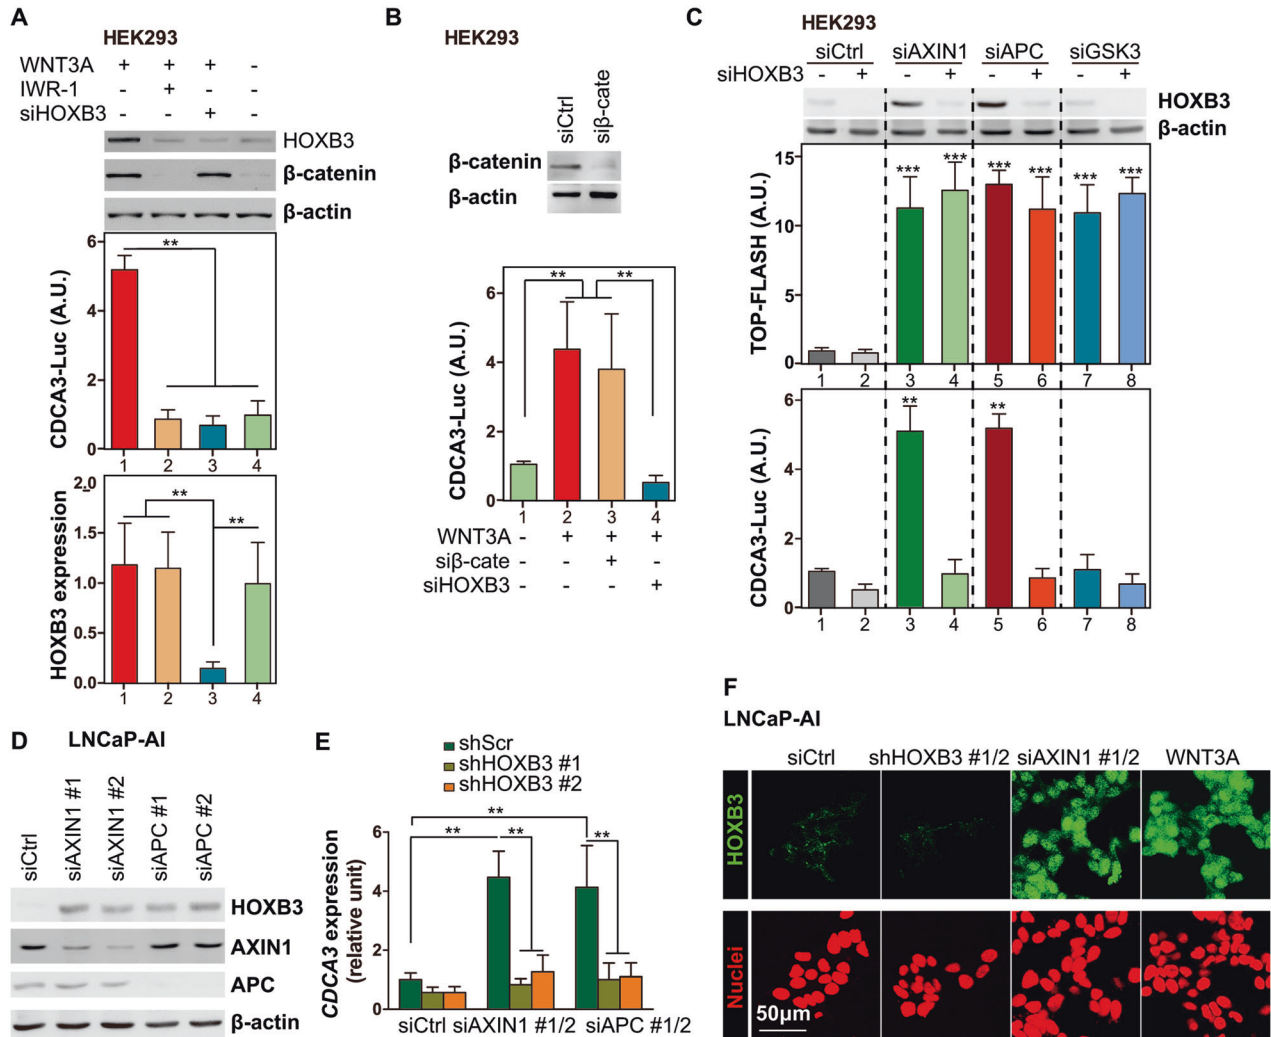 A
HEK293
WNT3A + + + -
IWR-1 - + - -
siHOXB3 - - + -
HOXB3
β-catenin
β-actin
CDCA3-Luc (A.U.)
6
4
2
0
**
1 2 3 4
HOXB3 expression
2.0
1.5
1.0
0.5
0.0
**
**
1 2 3 4
B
HEK293
siCtrl
siβ-cate
β-catenin
β-actin
CDCA3-Luc (A.U.)
6
4
2
0
** **
1 2 3 4
WNT3A - + + +
siβ-cate - - + -
siHOXB3 - - - +
C
HEK293
siCtrl siAXIN1 siAPC siGSK3
siHOXB3 - + - + - + - +
HOXB3
β-actin
TOP-FLASH (A.U.)
15
10
5
0
*** *** *** *** *** ***
1 2 3 4 5 6 7 8
CDCA3-Luc (A.U.)
6
4
2
0
** **
1 2 3 4 5 6 7 8
D
LNCaP-AI
siCtrl
siAXIN1 #1
siAXIN1 #2
siAPC #1
siAPC #2
HOXB3
AXIN1
APC
β-actin
E
shScr
shHOXB3 #1
shHOXB3 #2
CDCA3 expression
(relative unit)
6
4
2
0
**
** ** **
siCtrl siAXIN1 #1/2 siAPC #1/2
F
LNCaP-AI
siCtrl shHOXB3 #1/2 siAXIN1 #1/2 WNT3A
HOXB3
Nuclei
50μm